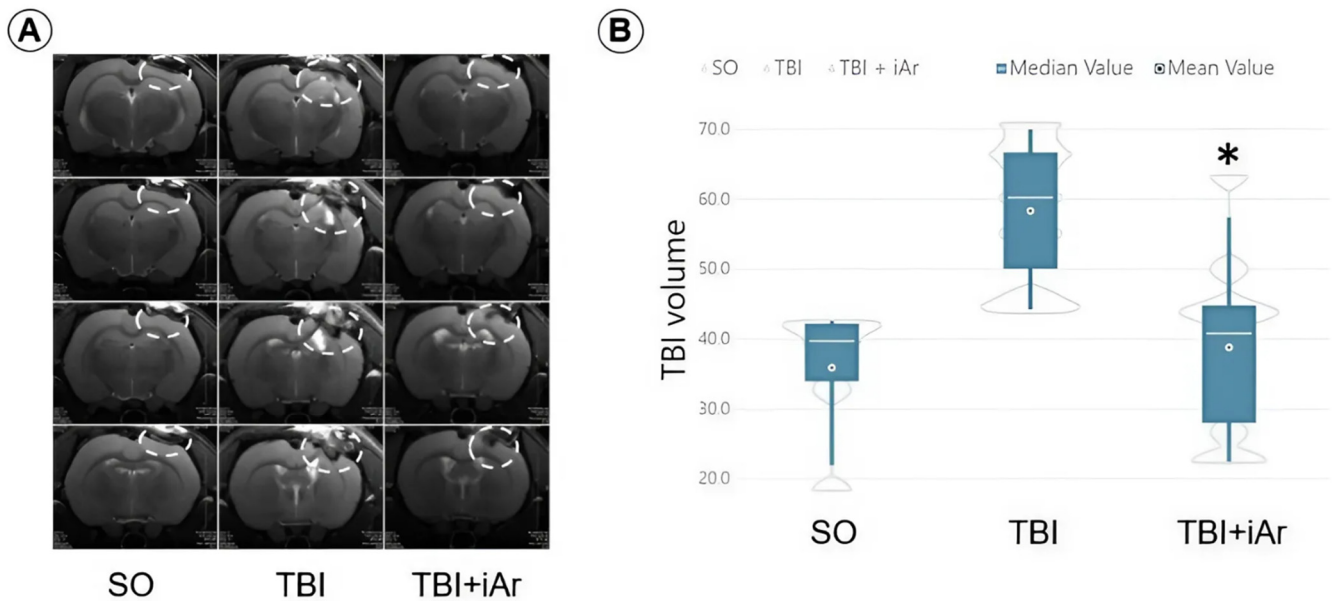 A
SO TBI TBI+iAr
B
SO TBI TBI + iAr Median Value Mean Value
TBI volume
70.0
*
60.0
50.0
40.0
30.0
20.0
SO TBI TBI+iAr